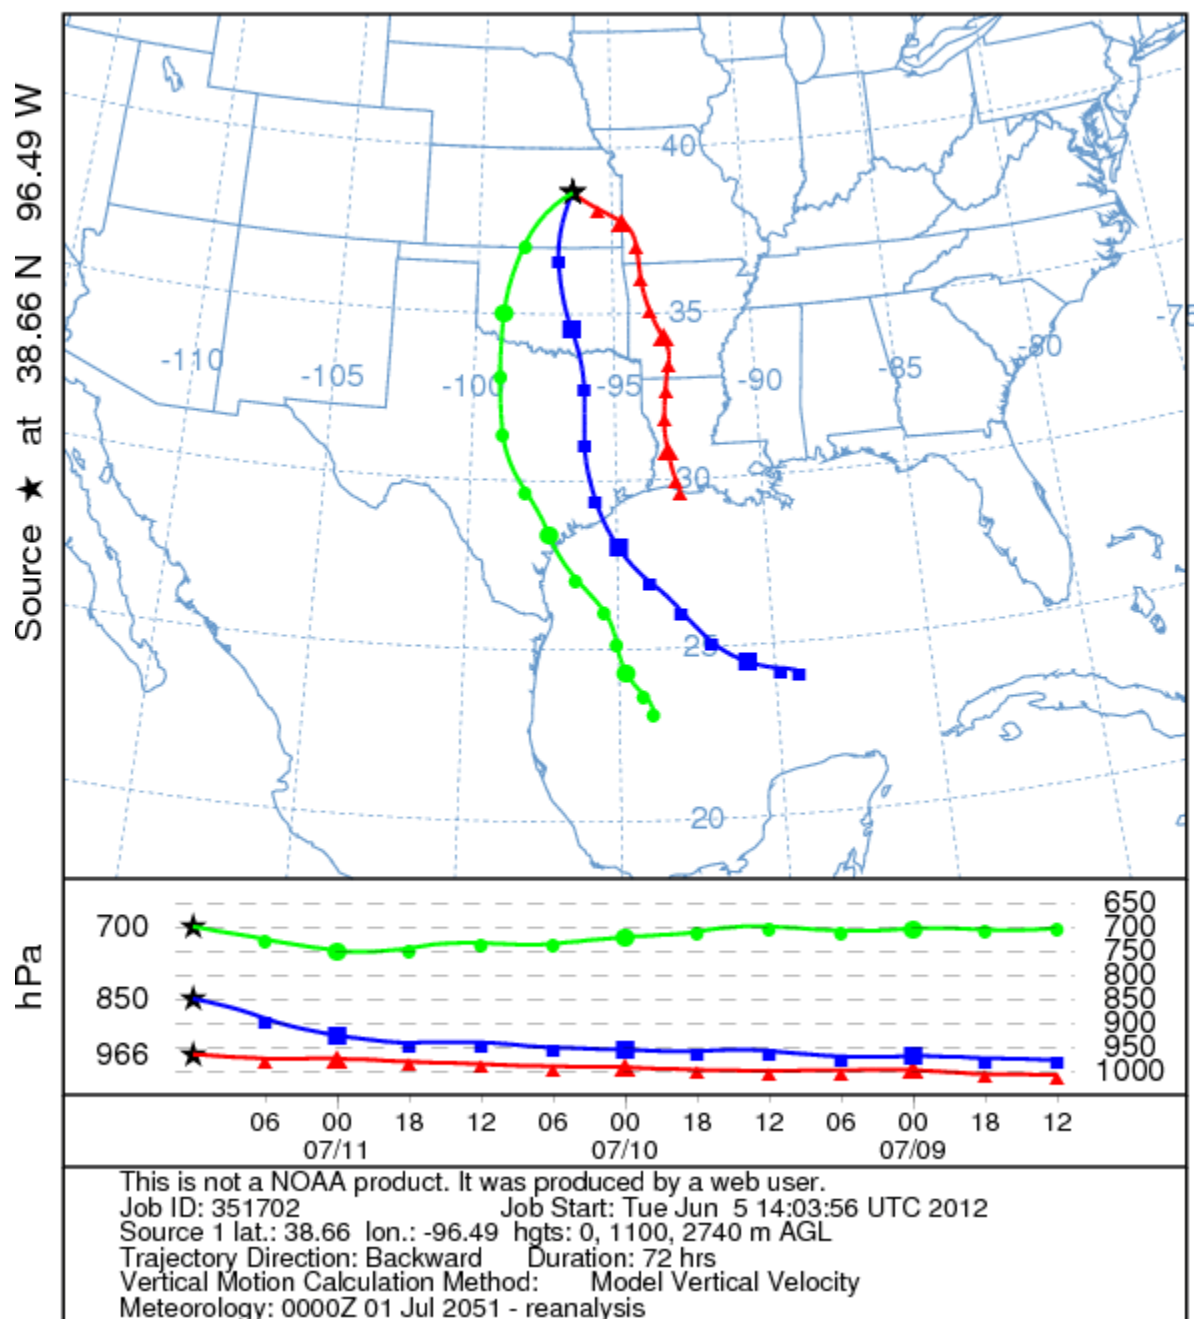 Source ★ at 38.66 N 96.49 W
40
35
-110
-105
-100
-95
-90
-85
-80
-75
30
25
20
hPa
700
850
966
650
700
750
800
850
900
950
1000
06 00 18 12 06 00 18 12 06 00 18 12
07/11 07/10 07/09
This is not a NOAA product. It was produced by a web user.
Job ID: 351702 Job Start: Tue Jun 5 14:03:56 UTC 2012
Source 1 lat.: 38.66 lon.: -96.49 hgts: 0, 1100, 2740 m AGL
Trajectory Direction: Backward Duration: 72 hrs
Vertical Motion Calculation Method: Model Vertical Velocity
Meteorology: 0000Z 01 Jul 2051 - reanalysis